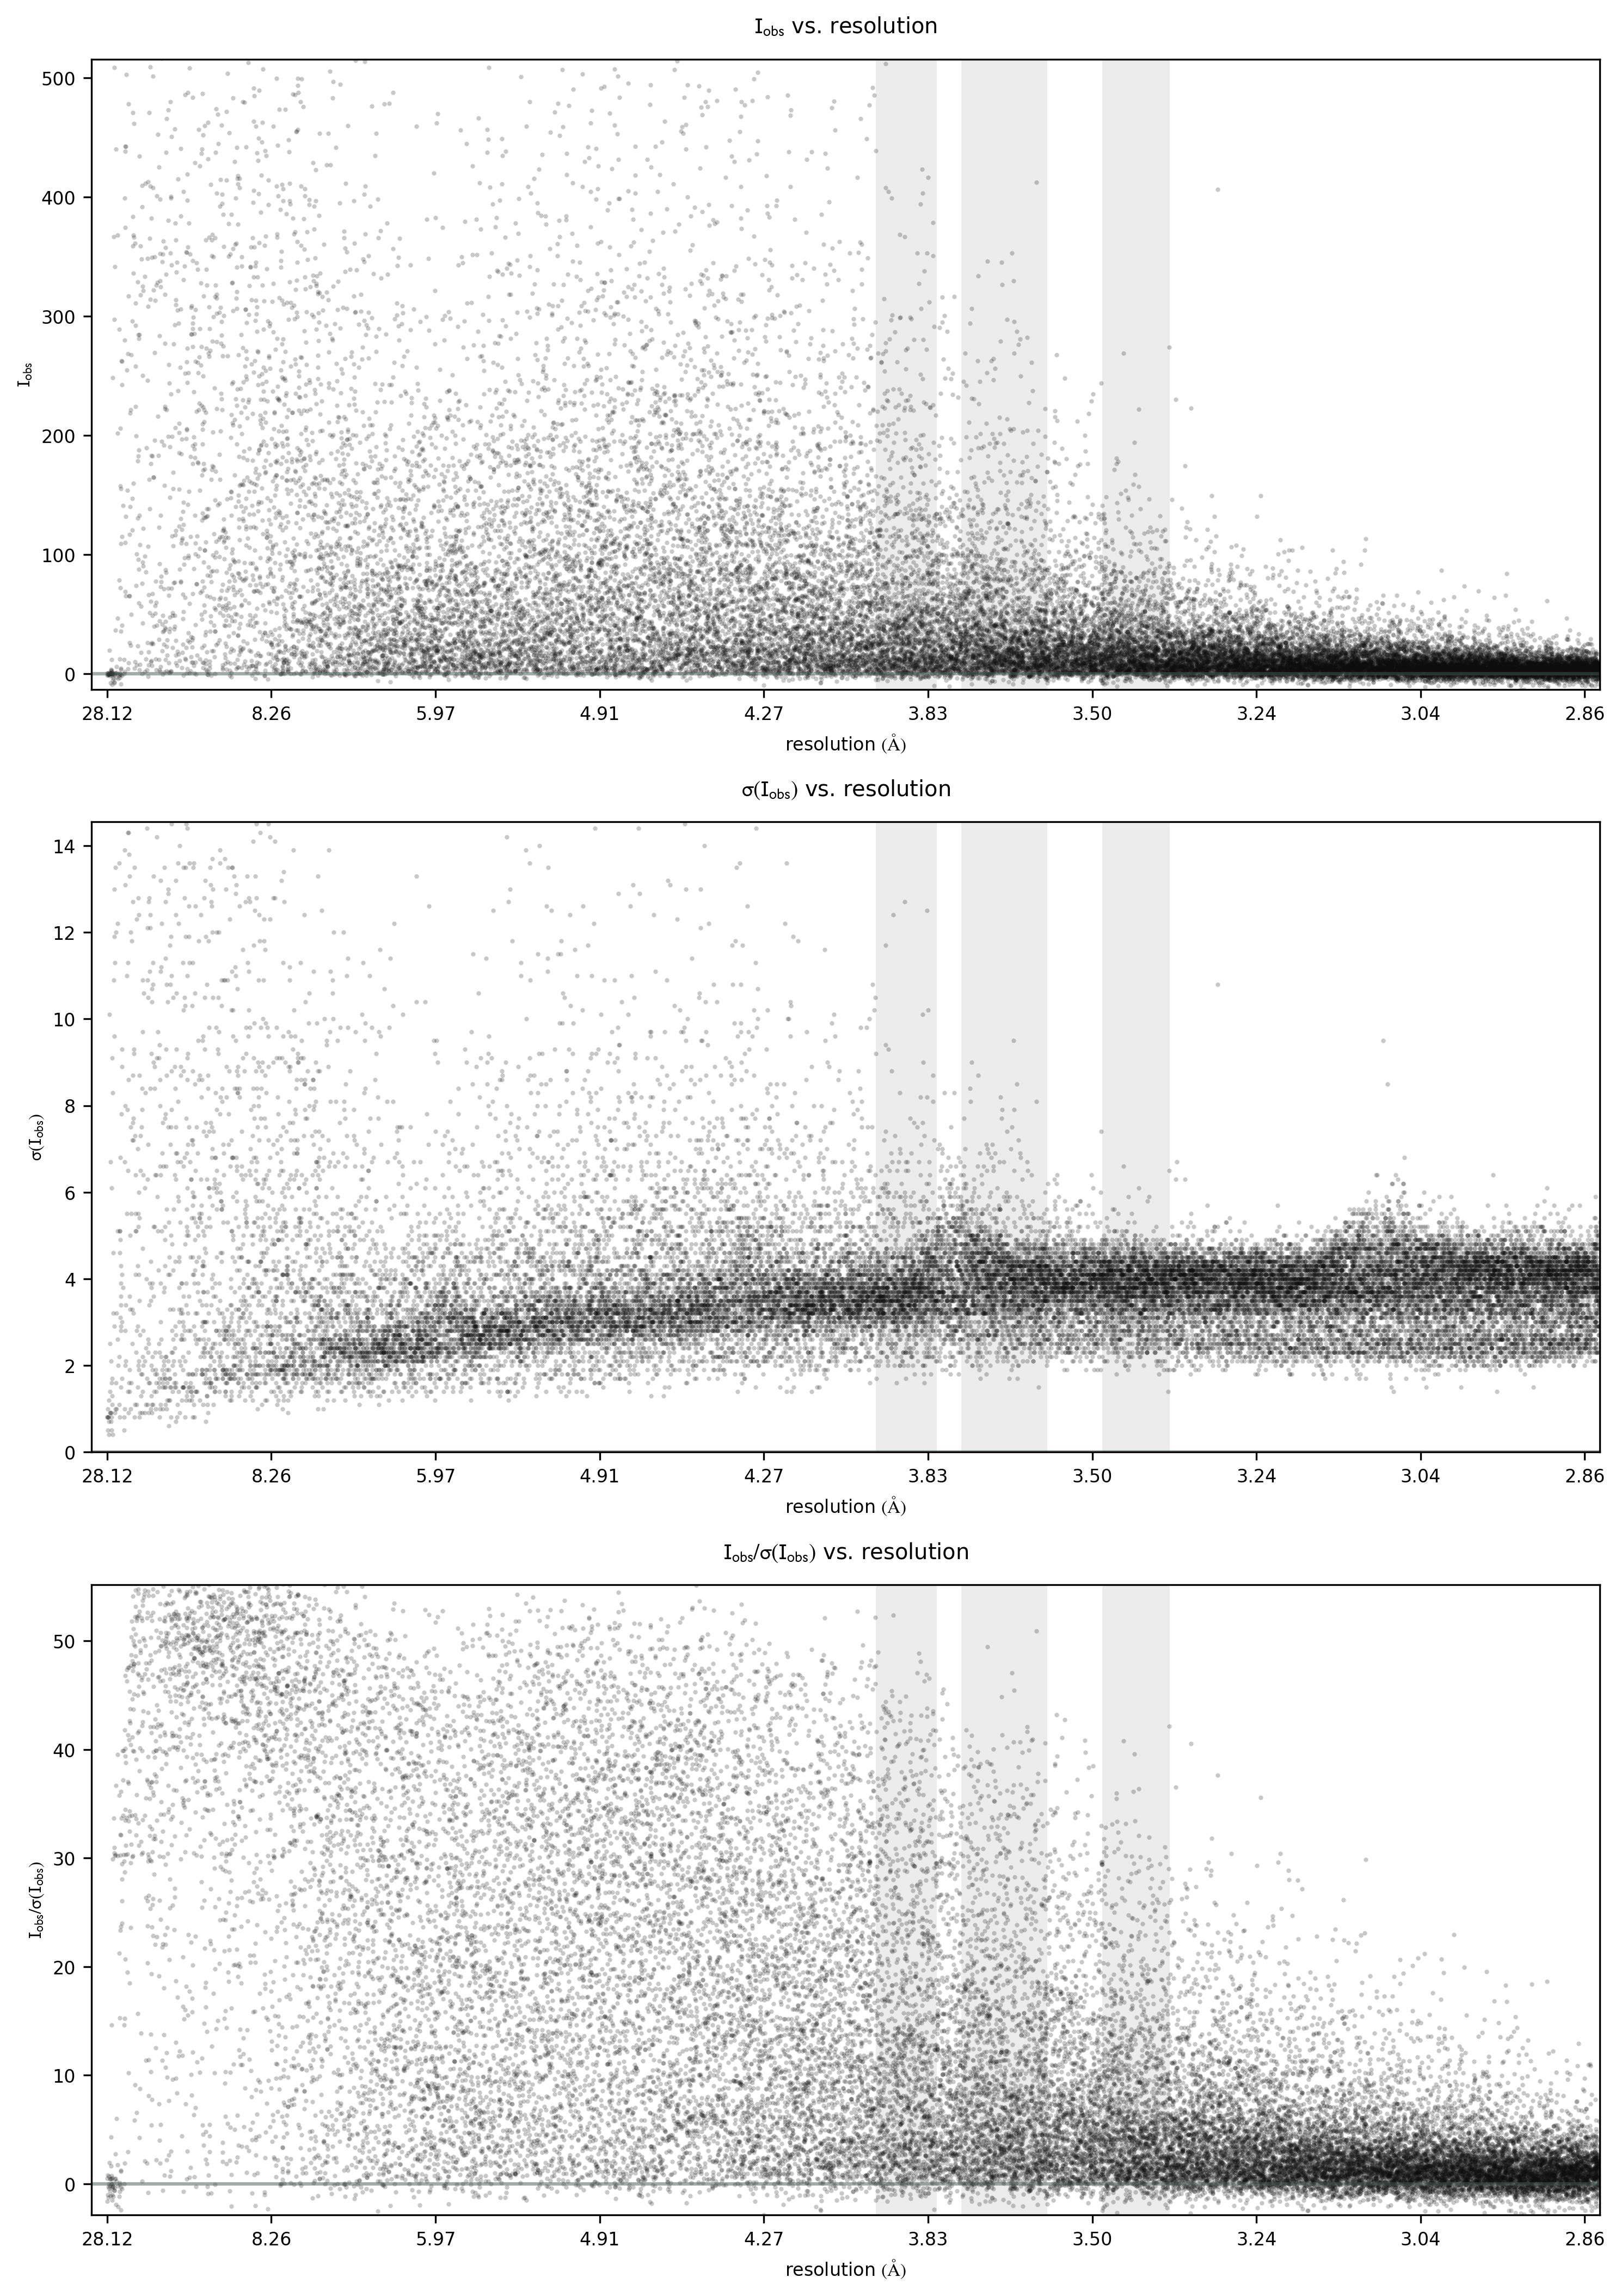 Iobs vs. resolution
500
400
300
200
100
0
Iobs
28.12 8.26 5.97 4.91 4.27 3.83 3.50 3.24 3.04 2.86
resolution (Å)
σ(Iobs) vs. resolution
14
12
10
8
6
4
2
0
σ(Iobs)
28.12 8.26 5.97 4.91 4.27 3.83 3.50 3.24 3.04 2.86
resolution (Å)
Iobs/σ(Iobs) vs. resolution
50
40
30
20
10
0
Iobs/σ(Iobs)
28.12 8.26 5.97 4.91 4.27 3.83 3.50 3.24 3.04 2.86
resolution (Å)